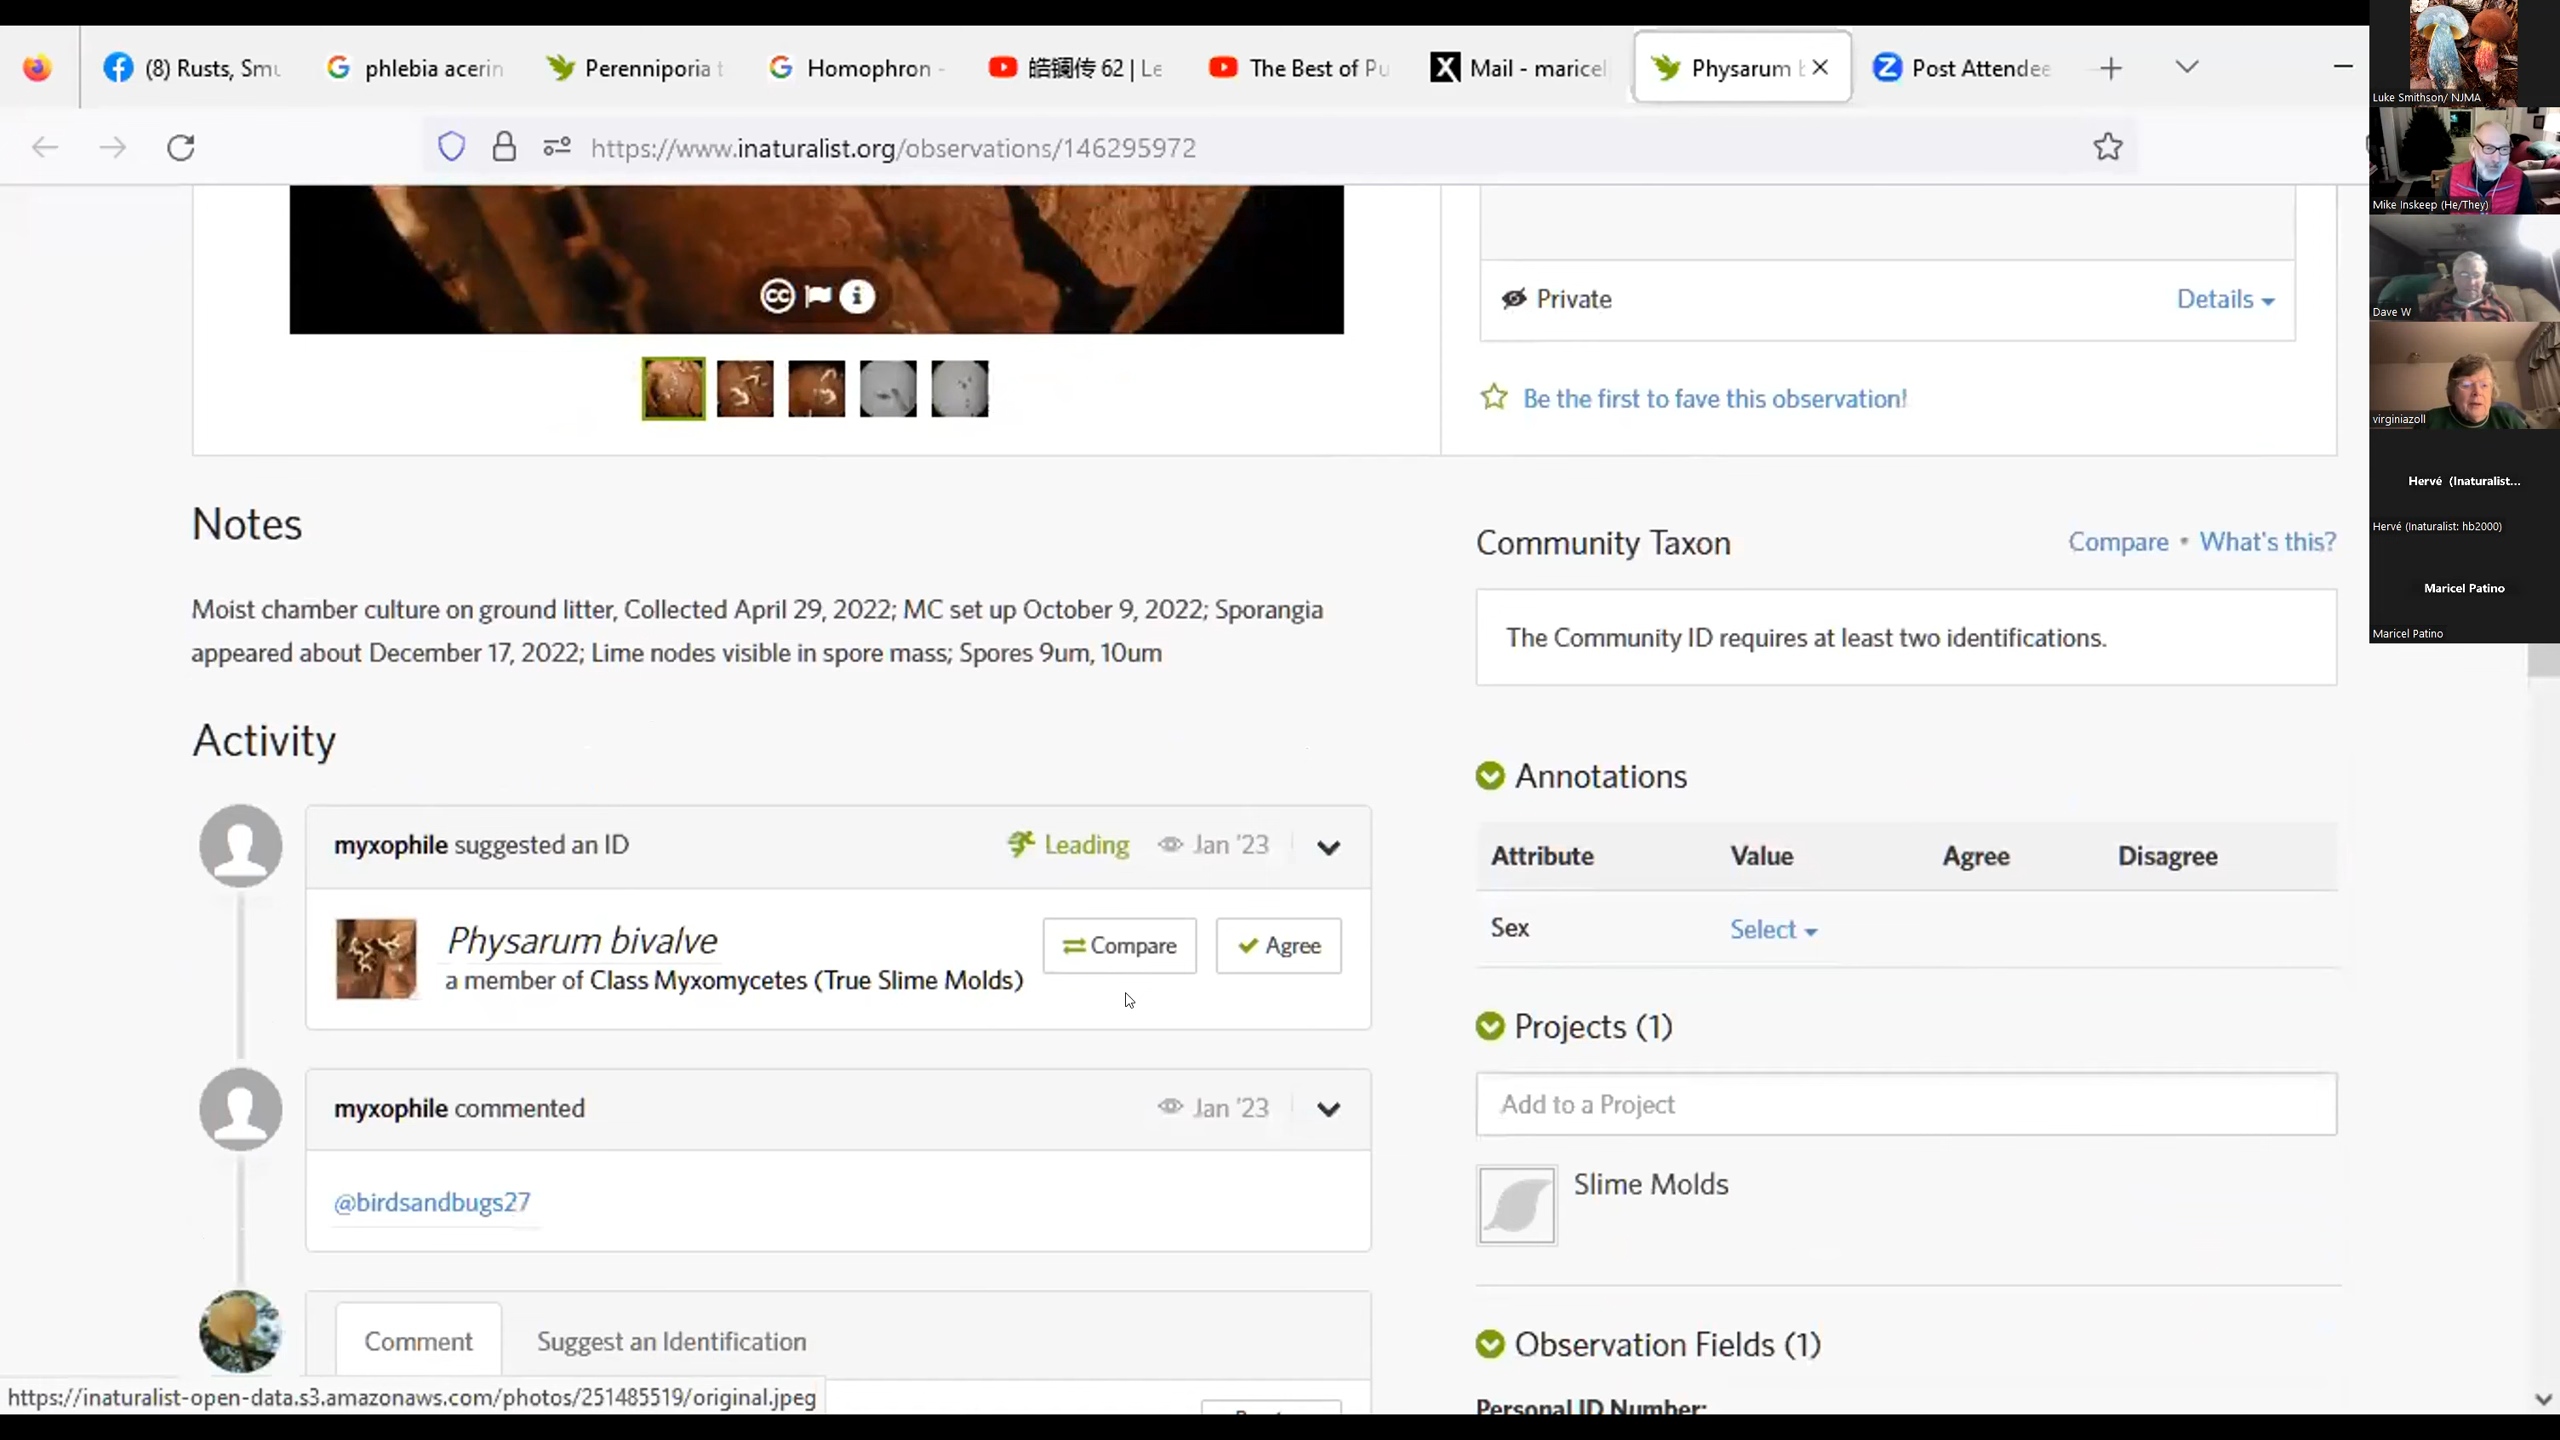 (8) Rusts, Smu
phlebia acerin
Perenniporia t
Homophron -
皓镧传 62 | Le
The Best of Pu
Mail - maricel
Physarum b
Post Attendee
https://www.inaturalist.org/observations/146295972
Luke Smithson/ NJMA
Mike Inskeep (He/They)
Dave W
virginiazoll
Hervé (Inaturalist...
Hervé (Inaturalist: hb2000)
Maricel Patino
Maricel Patino
cc
Private
Details
Be the first to fave this observation!
Notes
Moist chamber culture on ground litter, Collected April 29, 2022; MC set up October 9, 2022; Sporangia
appeared about December 17, 2022; Lime nodes visible in spore mass; Spores 9um, 10um
Community Taxon
Compare • What's this?
The Community ID requires at least two identifications.
Activity
myxophile suggested an ID
Leading
Jan '23
Physarum bivalve
a member of Class Myxomycetes (True Slime Molds)
Compare
Agree
myxophile commented
Jan '23
@birdsandbugs27
Comment
Suggest an Identification
Annotations
Attribute Value Agree Disagree
Sex Select
Projects (1)
Add to a Project
Slime Molds
Observation Fields (1)
Personal ID Number:
https://inaturalist-open-data.s3.amazonaws.com/photos/251485519/original.jpeg